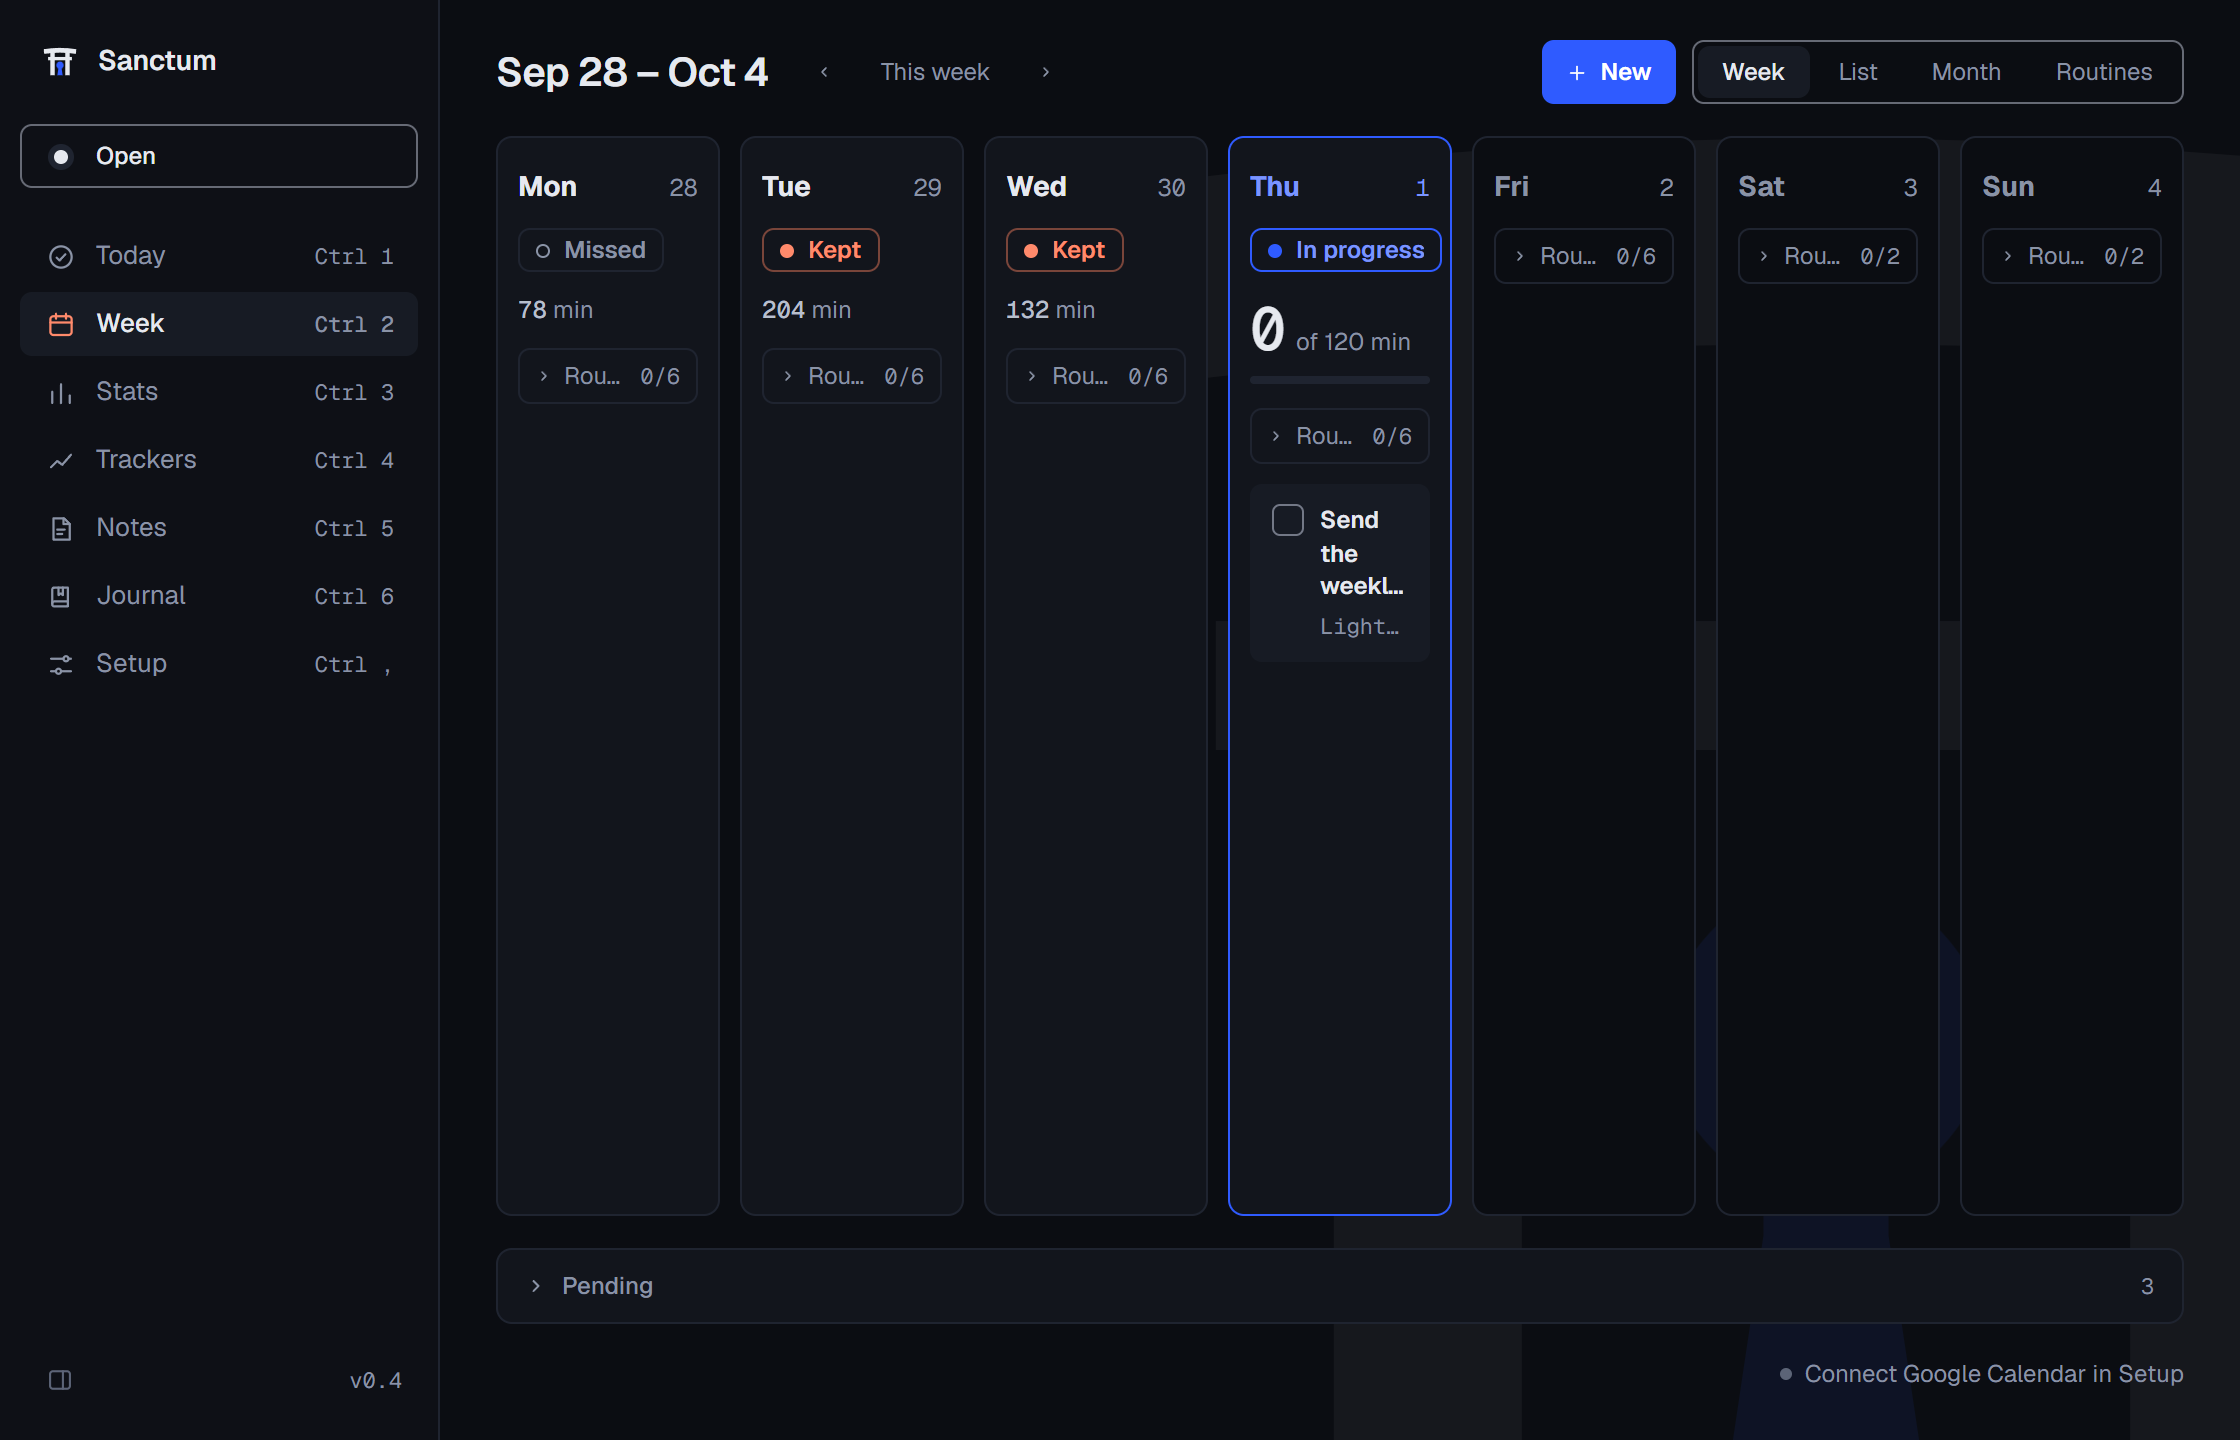 Sanctum
Open
Today Ctrl 1
Week Ctrl 2
Stats Ctrl 3
Trackers Ctrl 4
Notes Ctrl 5
Journal Ctrl 6
Setup Ctrl ,
v0.4
Sep 28 – Oct 4
‹ This week ›
+ New
Week List Month Routines
Mon 28
Missed
78 min
› Rou... 0/6
Tue 29
Kept
204 min
› Rou... 0/6
Wed 30
Kept
132 min
› Rou... 0/6
Thu 1
In progress
0 of 120 min
› Rou... 0/6
Send
the
weekl...
Light...
Fri 2
› Rou... 0/6
Sat 3
› Rou... 0/2
Sun 4
› Rou... 0/2
› Pending 3
Connect Google Calendar in Setup